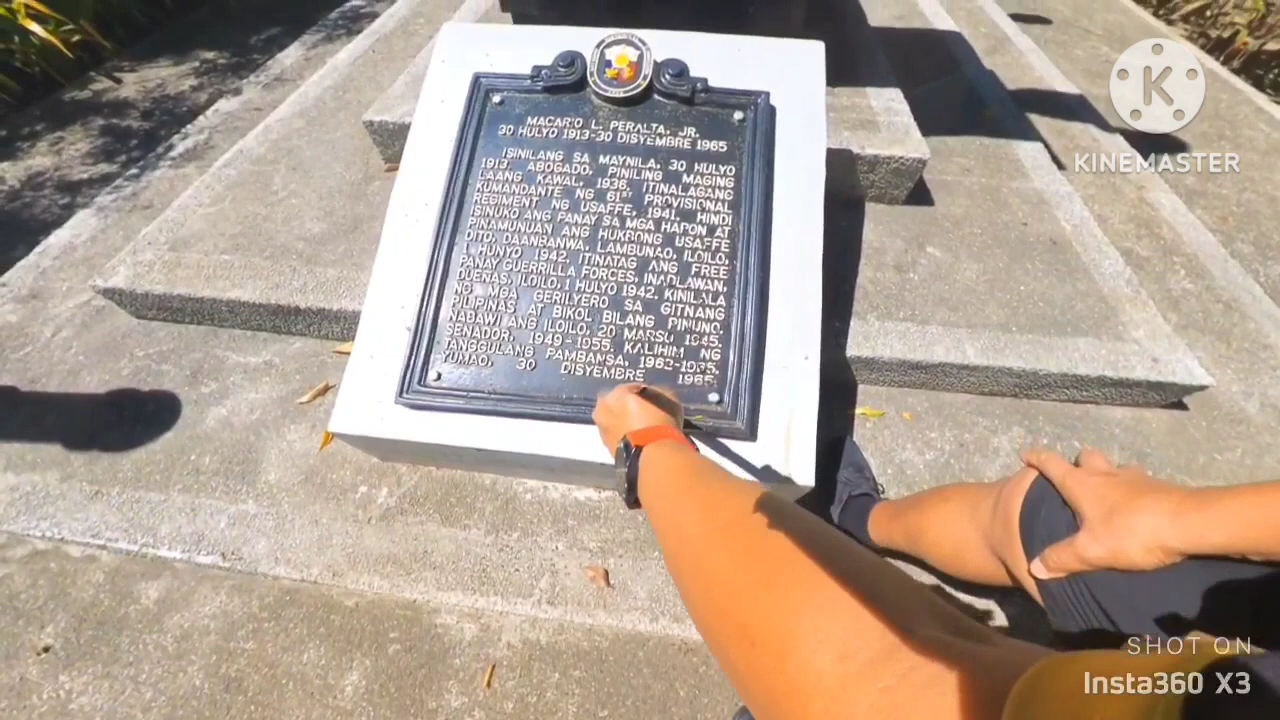 MACARIO L. PERALTA, JR.
30 HULYO 1913-30 DISYEMBRE 1965
ISINILANG SA MAYNILA, 30 HULYO
1913. ABOGADO, PINILING MAGING
LAANG KAWAL, 1936. ITINALAGANG
KUMANDANTE NG 61ST PROVISIONAL
REGIMENT NG USAFFE, 1941. HINDI
ISINUKO ANG PANAY SA MGA HAPON AT
PINAMUNUAN ANG HUKBONG USAFFE
DITO, DAANBANWA, LAMBUNAO, ILOILO,
1 HUNYO 1942. ITINATAG ANG FREE
PANAY GUERRILLA FORCES, INADLAWAN,
DUEÑAS, ILOILO, 1 HULYO 1942. KINILALA
NG MGA GERILYERO SA GITNANG
PILIPINAS AT BIKOL BILANG PINUNO.
NABAWI ANG ILOILO, 20 MARSO 1945.
SENADOR, 1949-1955. KALIHIM NG
TANGGULANG PAMBANSA, 1962-1965.
YUMAO, 30 DISYEMBRE 1965.
K
KINEMASTER
SHOT ON
Insta360 X3